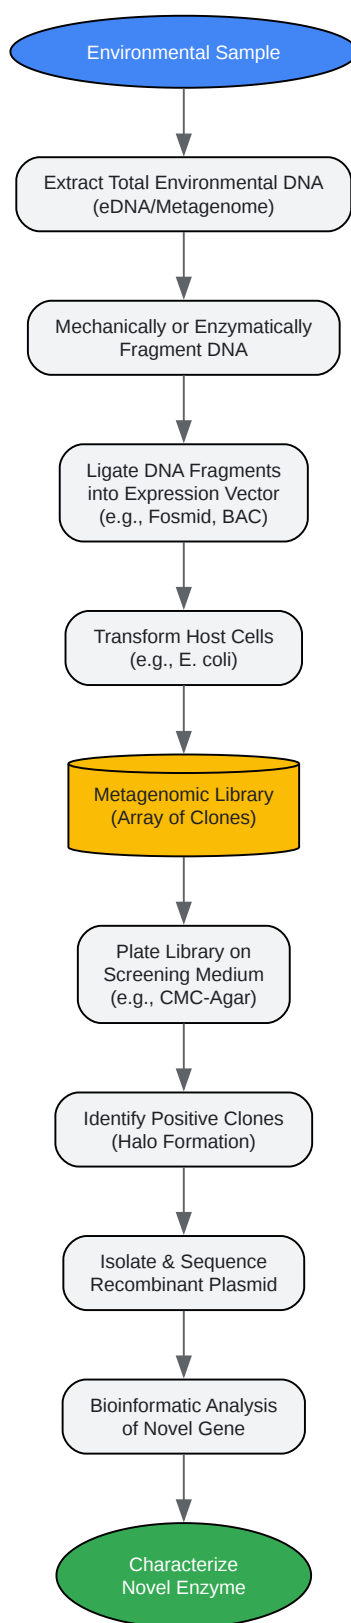 Environmental Sample
Extract Total Environmental DNA
(eDNA/Metagenome)
Mechanically or Enzymatically
Fragment DNA
Ligate DNA Fragments
into Expression Vector
(e.g., Fosmid, BAC)
Transform Host Cells
(e.g., E. coli)
Metagenomic Library
(Array of Clones)
Plate Library on
Screening Medium
(e.g., CMC-Agar)
Identify Positive Clones
(Halo Formation)
Isolate & Sequence
Recombinant Plasmid
Bioinformatic Analysis
of Novel Gene
Characterize
Novel Enzyme